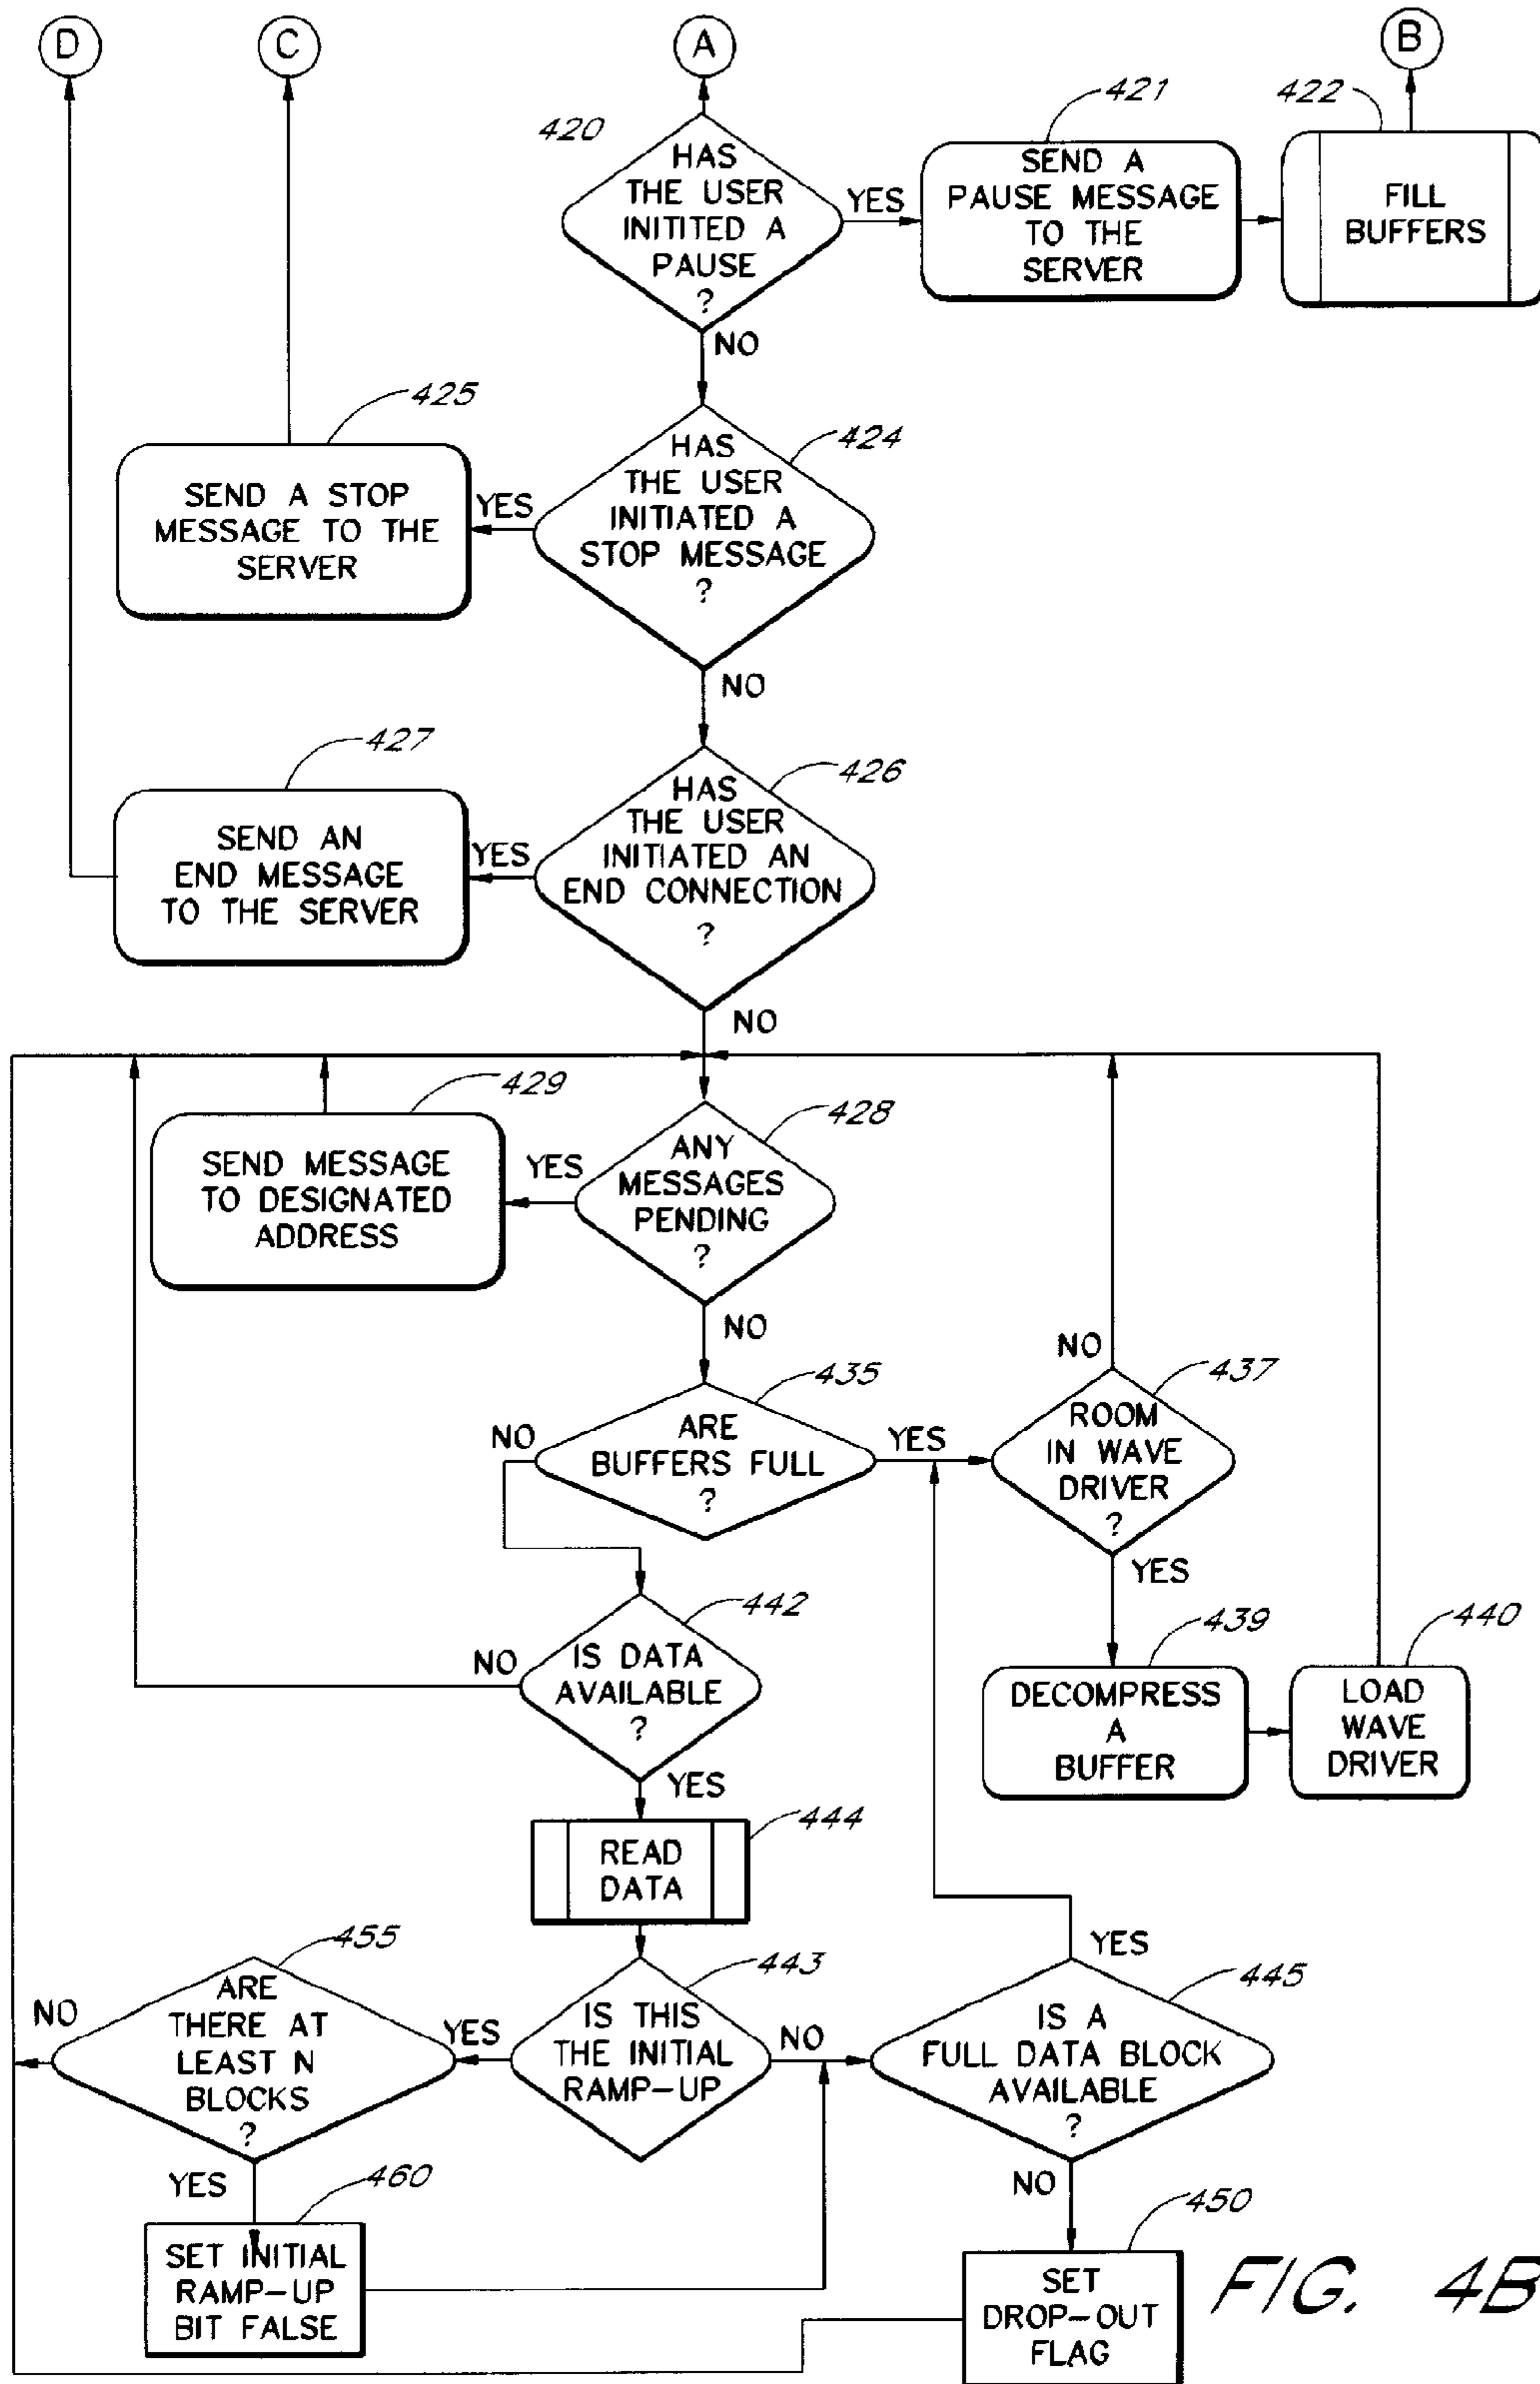 D
C
A
B
420
421
422
HAS
THE USER
INITITED A
PAUSE
?
YES
SEND A
PAUSE MESSAGE
TO THE
SERVER
FILL
BUFFERS
NO
425
424
HAS
THE USER
INITIATED A
STOP MESSAGE
?
YES
SEND A STOP
MESSAGE TO THE
SERVER
NO
427
426
HAS
THE USER
INITIATED AN
END CONNECTION
?
YES
SEND AN
END MESSAGE
TO THE SERVER
NO
429
428
ANY
MESSAGES
PENDING
?
YES
SEND MESSAGE
TO DESIGNATED
ADDRESS
NO
435
ARE
BUFFERS FULL
?
NO
YES
NO
437
ROOM
IN WAVE
DRIVER
?
YES
442
IS DATA
AVAILABLE
?
NO
YES
439
DECOMPRESS
A
BUFFER
440
LOAD
WAVE
DRIVER
444
READ
DATA
455
ARE
THERE AT
LEAST N
BLOCKS
?
NO
YES
443
IS THIS
THE INITIAL
RAMP-UP
YES
NO
445
IS A
FULL DATA BLOCK
AVAILABLE
?
YES
NO
460
SET INITIAL
RAMP-UP
BIT FALSE
450
SET
DROP-OUT
FLAG
FIG. 4B